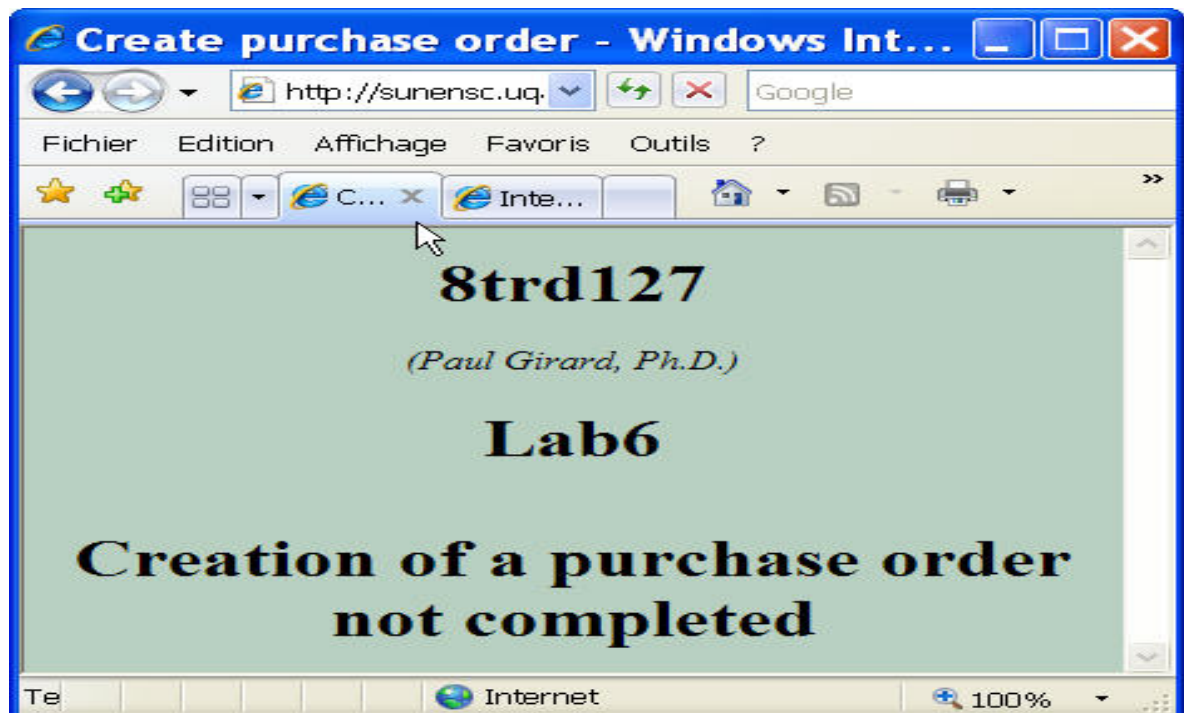 Create purchase order - Windows Int...
http://sunensc.uq. Google
Fichier Edition Affichage Favoris Outils ?
C... Inte...
8trd127
(Paul Girard, Ph.D.)
Lab6
Creation of a purchase order
not completed
Te Internet 100%